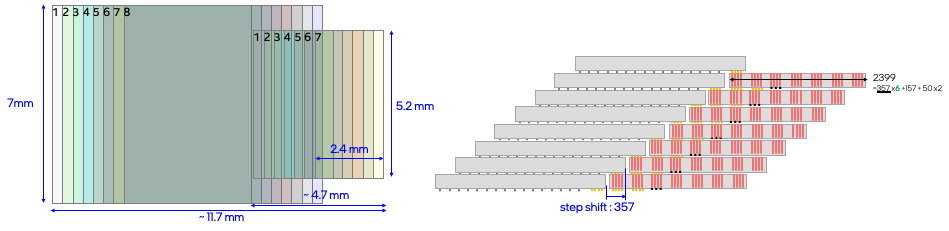 1 2 3 4 5 6 7 8
1 2 3 4 5 6 7
7mm
5.2 mm
2.4 mm
~ 4.7 mm
~ 11.7 mm
2399
=357 x 6 +157 + 50 x2
step shift : 357